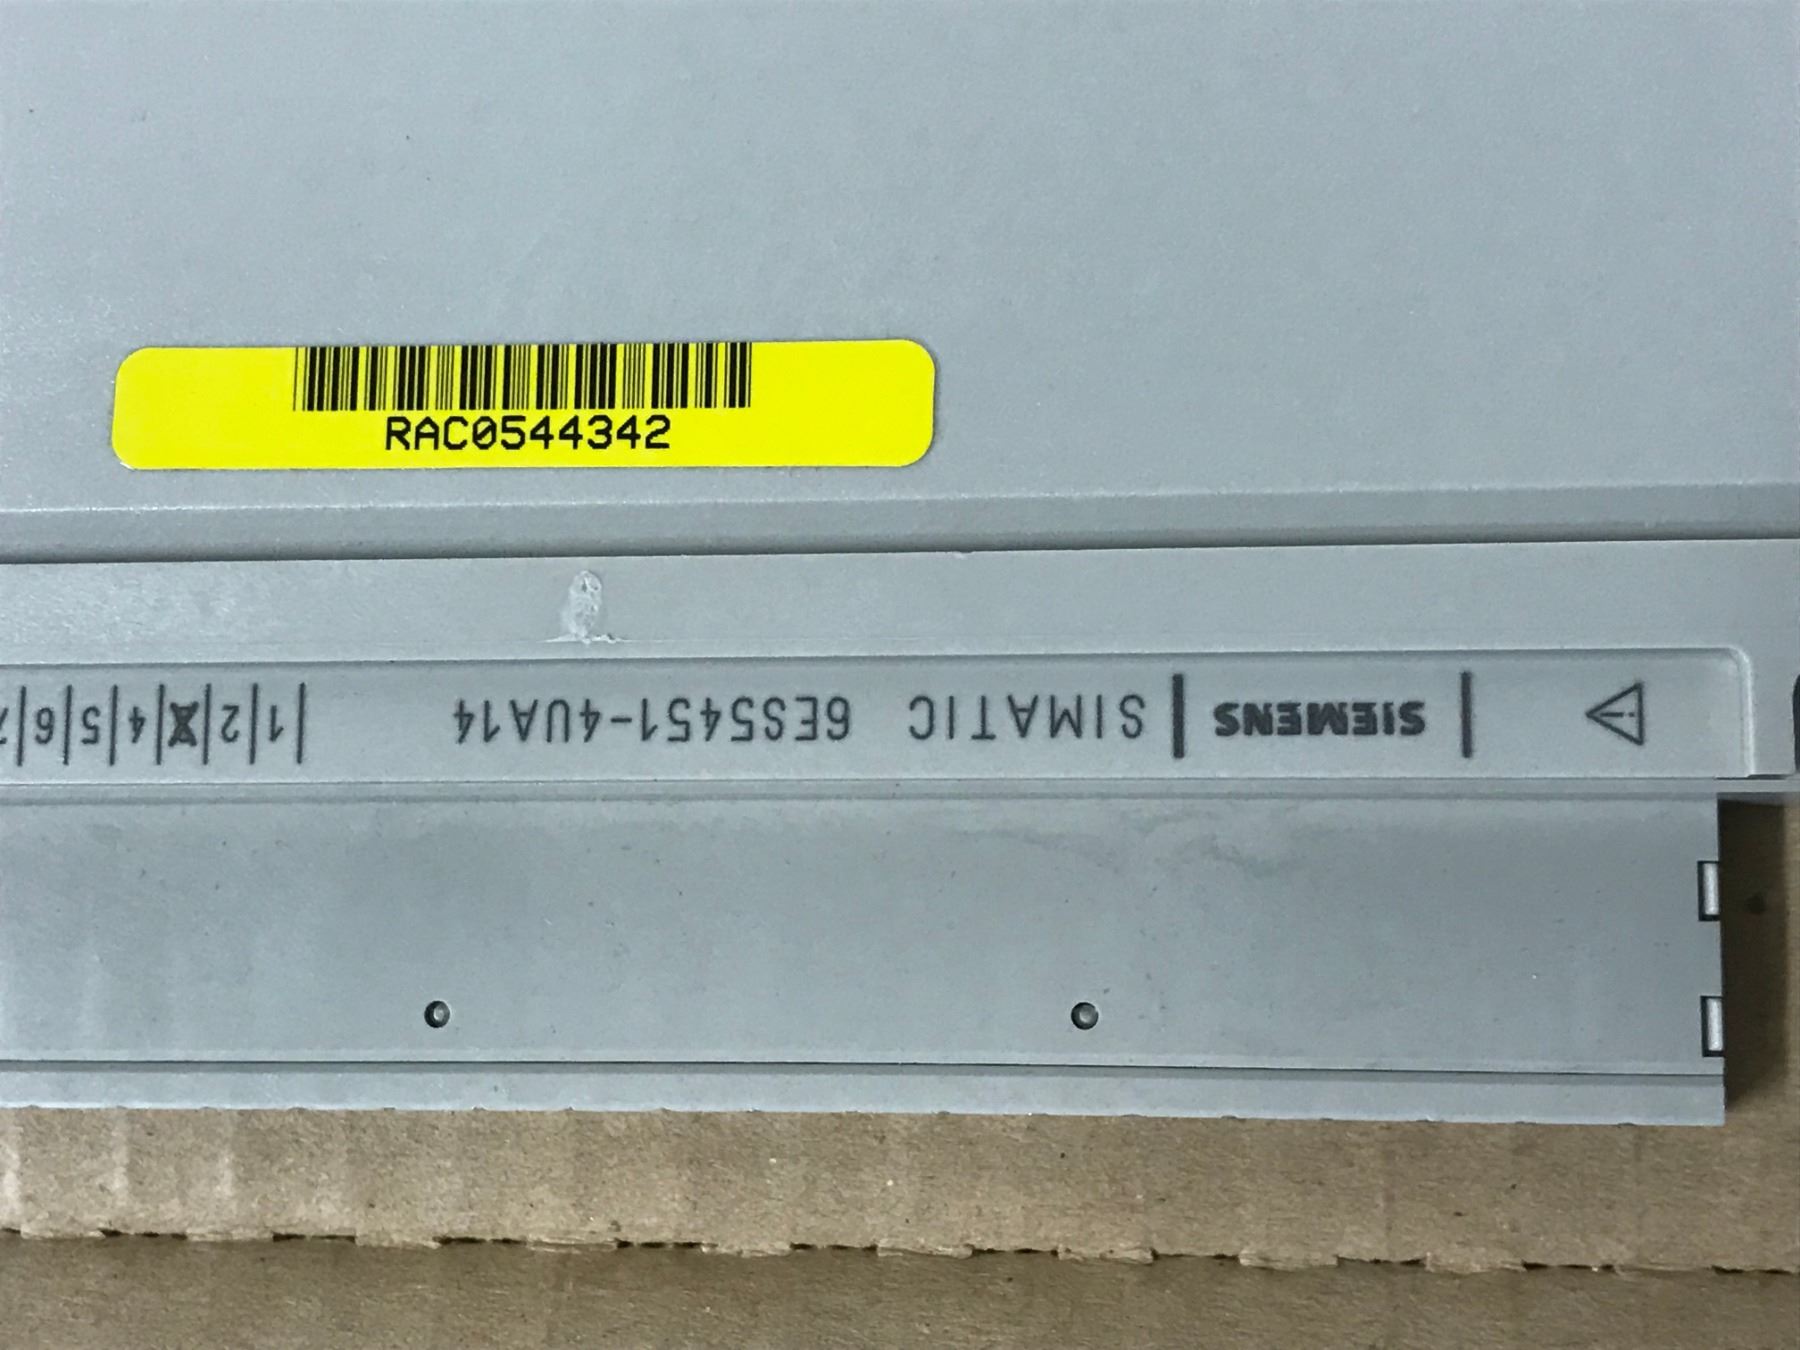 RAC0544342
SIEMENS | SIMATIC 6ES5451-4UA14 |1|2|X|4|5|6|